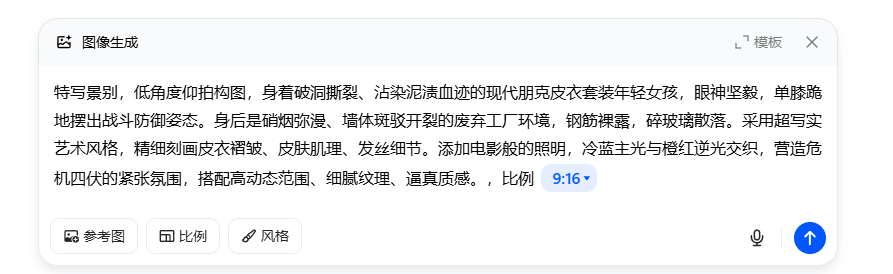 图像生成
模板
特写景别，低角度仰拍构图，身着破洞撕裂、沾染泥渍血迹的现代朋克皮衣套装年轻女孩，眼神坚毅，单膝跪
地摆出战斗防御姿态。身后是硝烟弥漫、墙体斑驳开裂的废弃工厂环境，钢筋裸露，碎玻璃散落。采用超写实
艺术风格，精细刻画皮衣褶皱、皮肤肌理、发丝细节。添加电影般的照明，冷蓝主光与橙红逆光交织，营造危
机四伏的紧张氛围，搭配高动态范围、细腻纹理、逼真质感。，比例 9:16
参考图
比例
风格